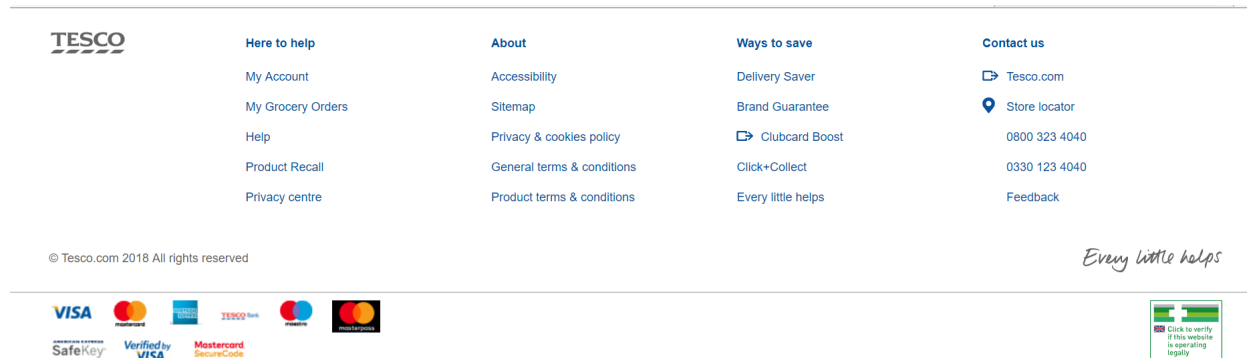 TESCO
Here to help
My Account
My Grocery Orders
Help
Product Recall
Privacy centre
About
Accessibility
Sitemap
Privacy & cookies policy
General terms & conditions
Product terms & conditions
Ways to save
Delivery Saver
Brand Guarantee
Clubcard Boost
Click+Collect
Every little helps
Contact us
Tesco.com
Store locator
0800 323 4040
0330 123 4040
Feedback
© Tesco.com 2018 All rights reserved
Every little helps
VISA
mastercard
AMERICAN EXPRESS
TESCO Bank
maestro
masterpass
AMERICAN EXPRESS
SafeKey
Verified by
VISA
Mastercard
SecureCode
Click to verify
if this website
is operating
legally